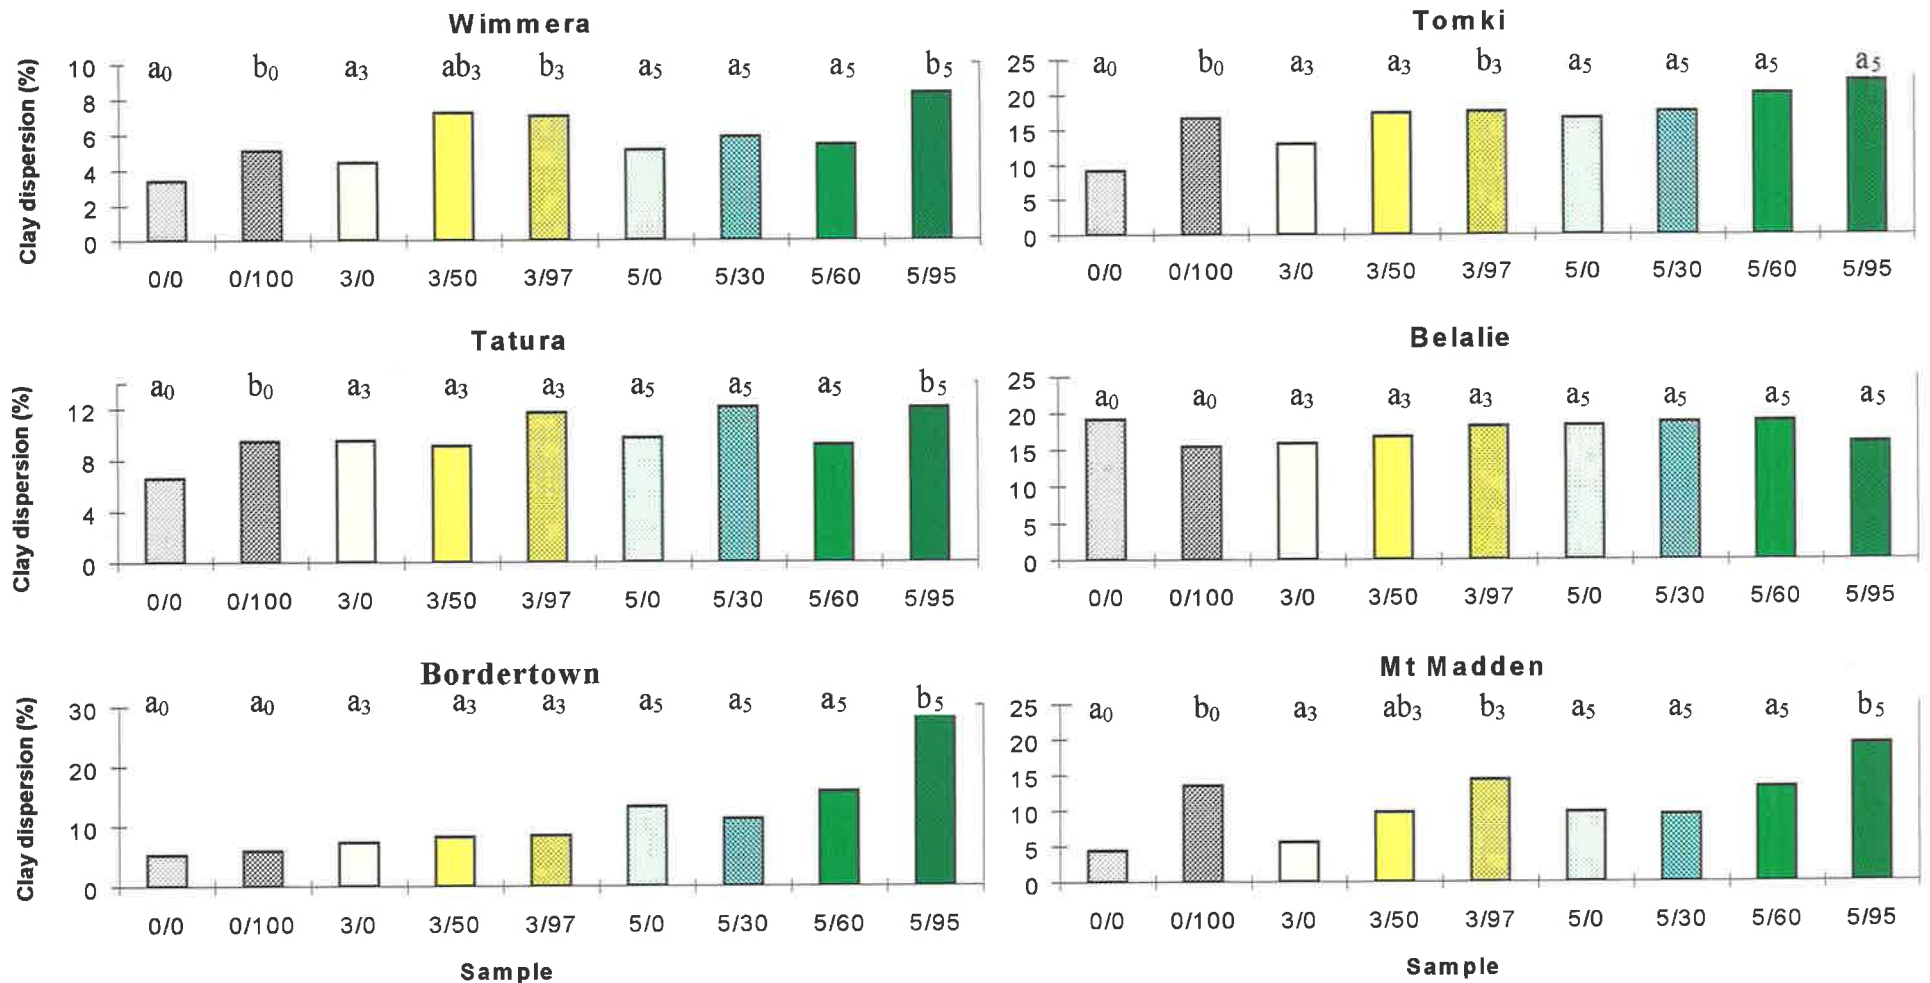 Wimmera
Clay dispersion (%)
10
8
6
4
2
0
a0 b0 a3 ab3 b3 a5 a5 a5 b5
0/0 0/100 3/0 3/50 3/97 5/0 5/30 5/60 5/95
Tomki
25
20
15
10
5
0
a0 b0 a3 a3 b3 a5 a5 a5 a5
0/0 0/100 3/0 3/50 3/97 5/0 5/30 5/60 5/95
Tatura
Clay dispersion (%)
12
8
4
0
a0 b0 a3 a3 a3 a5 a5 a5 b5
0/0 0/100 3/0 3/50 3/97 5/0 5/30 5/60 5/95
Belalie
25
20
15
10
5
0
a0 a0 a3 a3 a3 a5 a5 a5 a5
0/0 0/100 3/0 3/50 3/97 5/0 5/30 5/60 5/95
Bordertown
Clay dispersion (%)
30
20
10
0
a0 a0 a3 a3 a3 a5 a5 a5 b5
0/0 0/100 3/0 3/50 3/97 5/0 5/30 5/60 5/95
Sample
Mt Madden
25
20
15
10
5
0
a0 b0 a3 ab3 b3 a5 a5 a5 b5
0/0 0/100 3/0 3/50 3/97 5/0 5/30 5/60 5/95
Sample